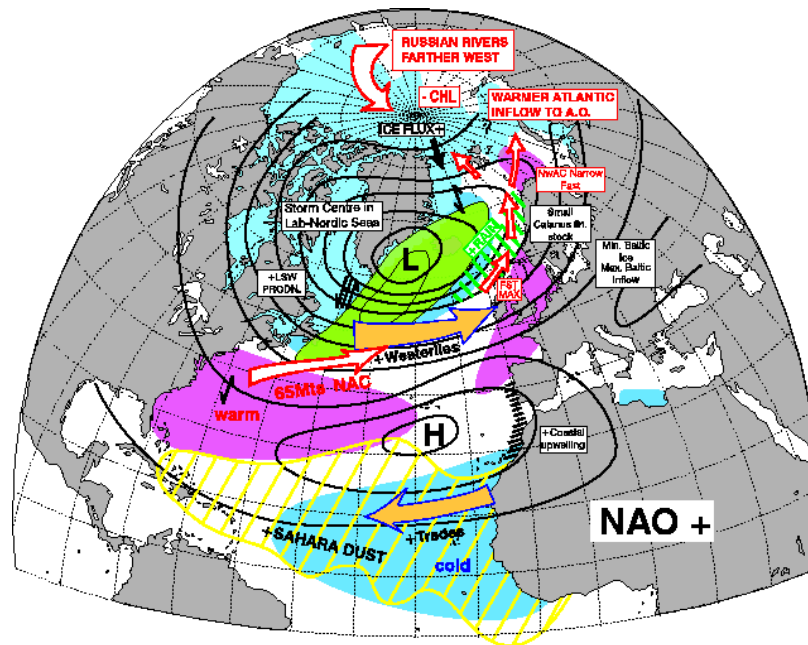 RUSSIAN RIVERS
FARTHER WEST
- CHL
WARMER ATLANTIC
INFLOW TO A.O.
ICE FLUX+
NwAC Narrow
Fast
Storm Centre in
Lab-Nordic Seas
Small
Calanus fin.
stock
+RAIN
Min. Baltic
Ice
Max. Baltic
Inflow
L
+LSW
PRODN.
FST
MAX
+Westerlies
65Mts NAC
warm
H
+Coastal
upwelling
NAO +
+SAHARA DUST
+Trades
cold